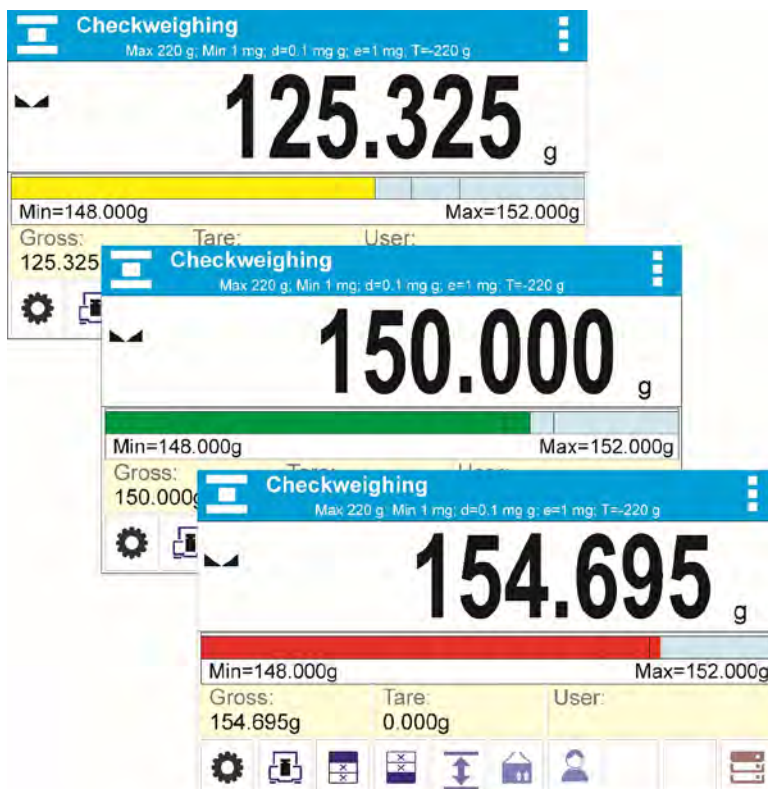 Checkweighing
Max 220 g; Min 1 mg; d=0.1 mg g; e=1 mg; T=-220 g
125.325 g
Min=148.000g Max=152.000g
Gross: Tare: User:
125.325
Checkweighing
Max 220 g; Min 1 mg; d=0.1 mg g; e=1 mg; T=-220 g
150.000 g
Min=148.000g Max=152.000g
Gross:
150.000g
Checkweighing
Max 220 g; Min 1 mg; d=0.1 mg g; e=1 mg; T=-220 g
154.695 g
Min=148.000g Max=152.000g
Gross: Tare: User:
154.695g 0.000g